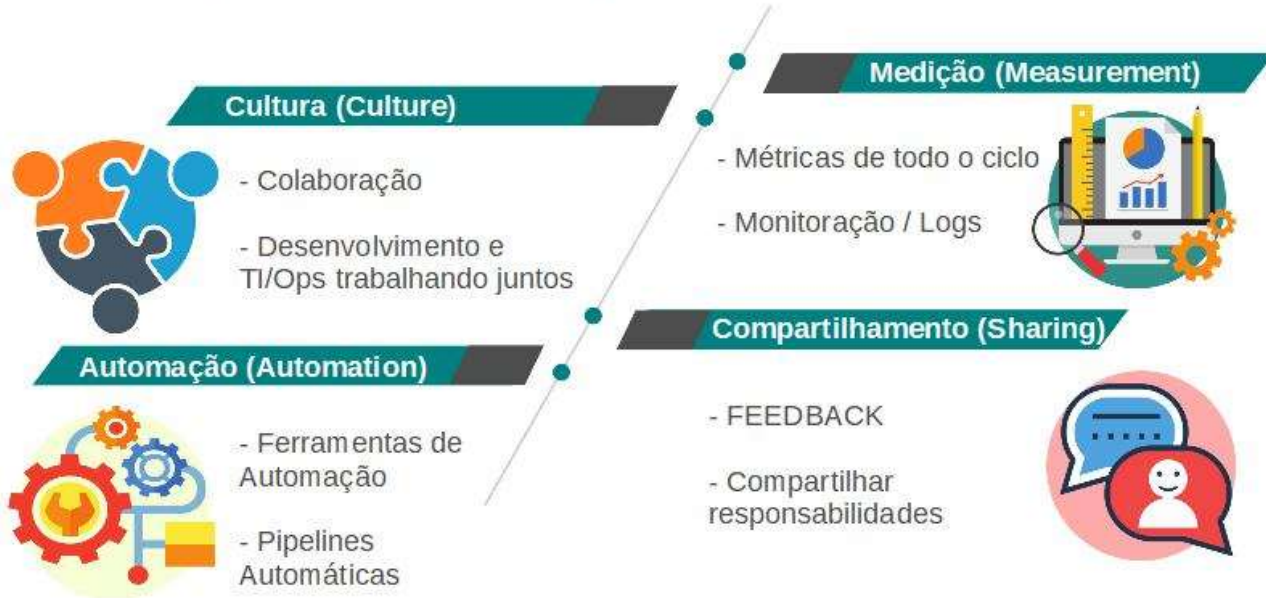 Cultura (Culture)
- Colaboração
- Desenvolvimento e
TI/Ops trabalhando juntos
Automação (Automation)
- Ferramentas de
Automação
- Pipelines
Automáticas
Medição (Measurement)
- Métricas de todo o ciclo
- Monitoração / Logs
Compartilhamento (Sharing)
- FEEDBACK
- Compartilhar
responsabilidades